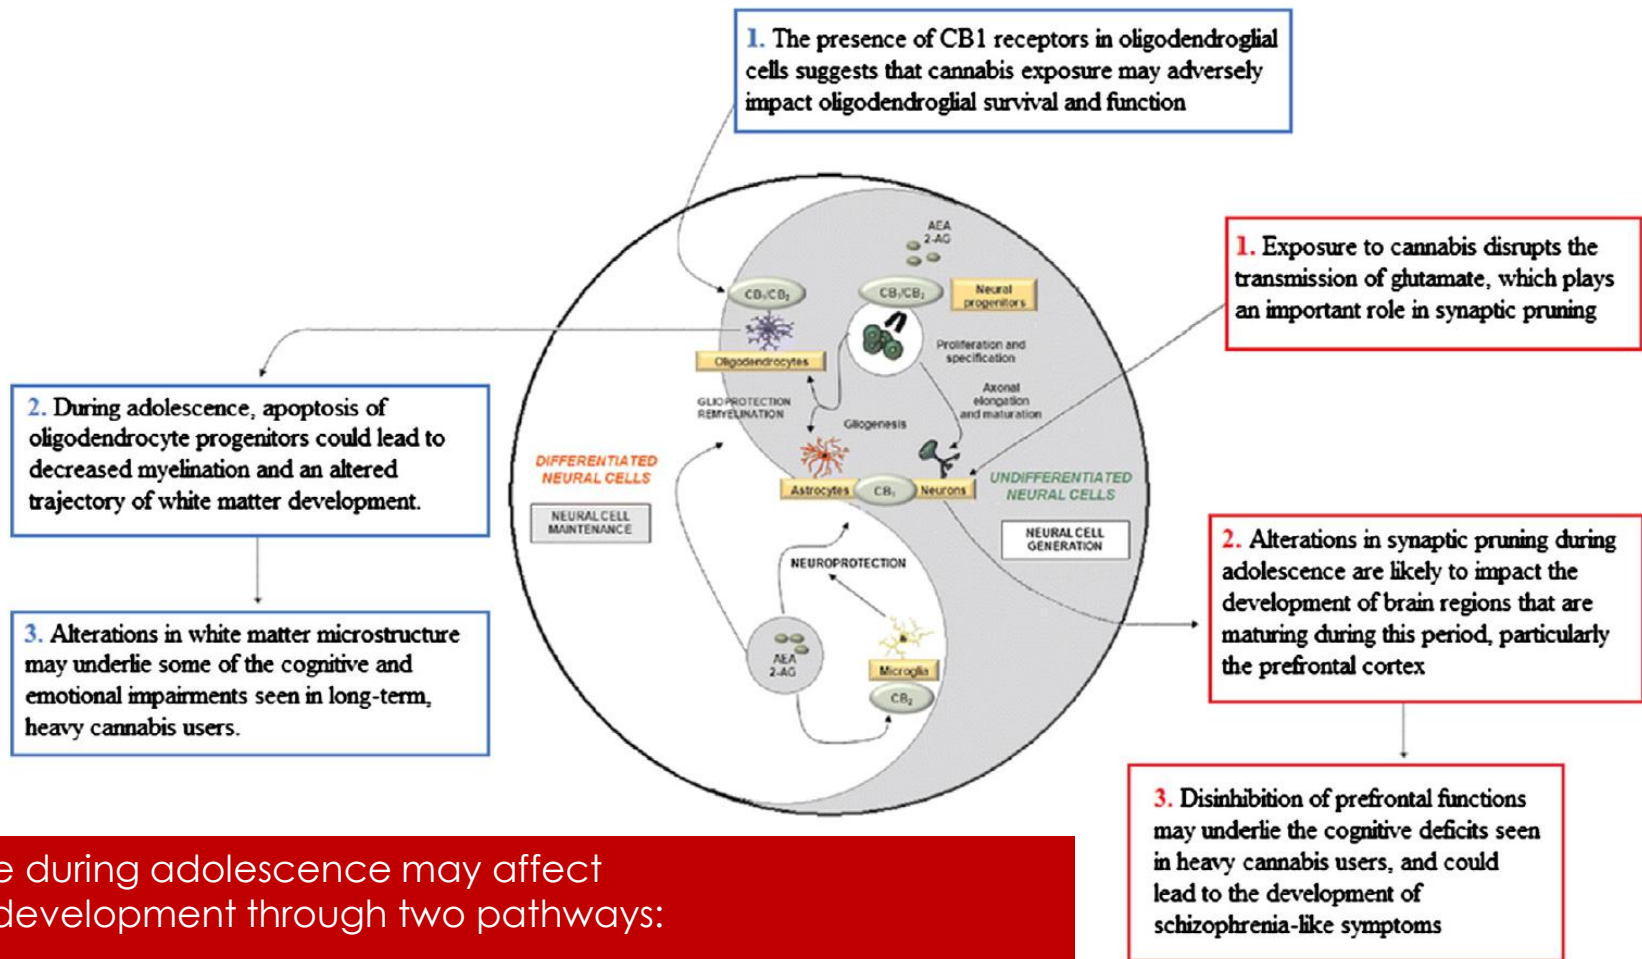 1. The presence of CB1 receptors in oligodendroglial
cells suggests that cannabis exposure may adversely
impact oligodendroglial survival and function
1. Exposure to cannabis disrupts the
transmission of glutamate, which plays
an important role in synaptic pruning
2. During adolescence, apoptosis of
oligodendrocyte progenitors could lead to
decreased myelination and an altered
trajectory of white matter development.
3. Alterations in white matter microstructure
may underlie some of the cognitive and
emotional impairments seen in long-term,
heavy cannabis users.
AEA
2-AG
CB1/CB2
CB1/CB2
Neural
progenitors
Oligodendrocytes
Proliferation and
specification
Axonal
elongation
and maturation
GLIOPROTECTION
REMYELINATION
Gliogenesis
DIFFERENTIATED
NEURAL CELLS
NEURAL CELL
MAINTENANCE
Astrocytes
CB1
Neurons
UNDIFFERENTIATED
NEURAL CELLS
NEURAL CELL
GENERATION
NEUROPROTECTION
AEA
2-AG
Microglia
CB2
2. Alterations in synaptic pruning during
adolescence are likely to impact the
development of brain regions that are
maturing during this period, particularly
the prefrontal cortex
3. Disinhibition of prefrontal functions
may underlie the cognitive deficits seen
in heavy cannabis users, and could
lead to the development of
schizophrenia-like symptoms
e during adolescence may affect
development through two pathways: